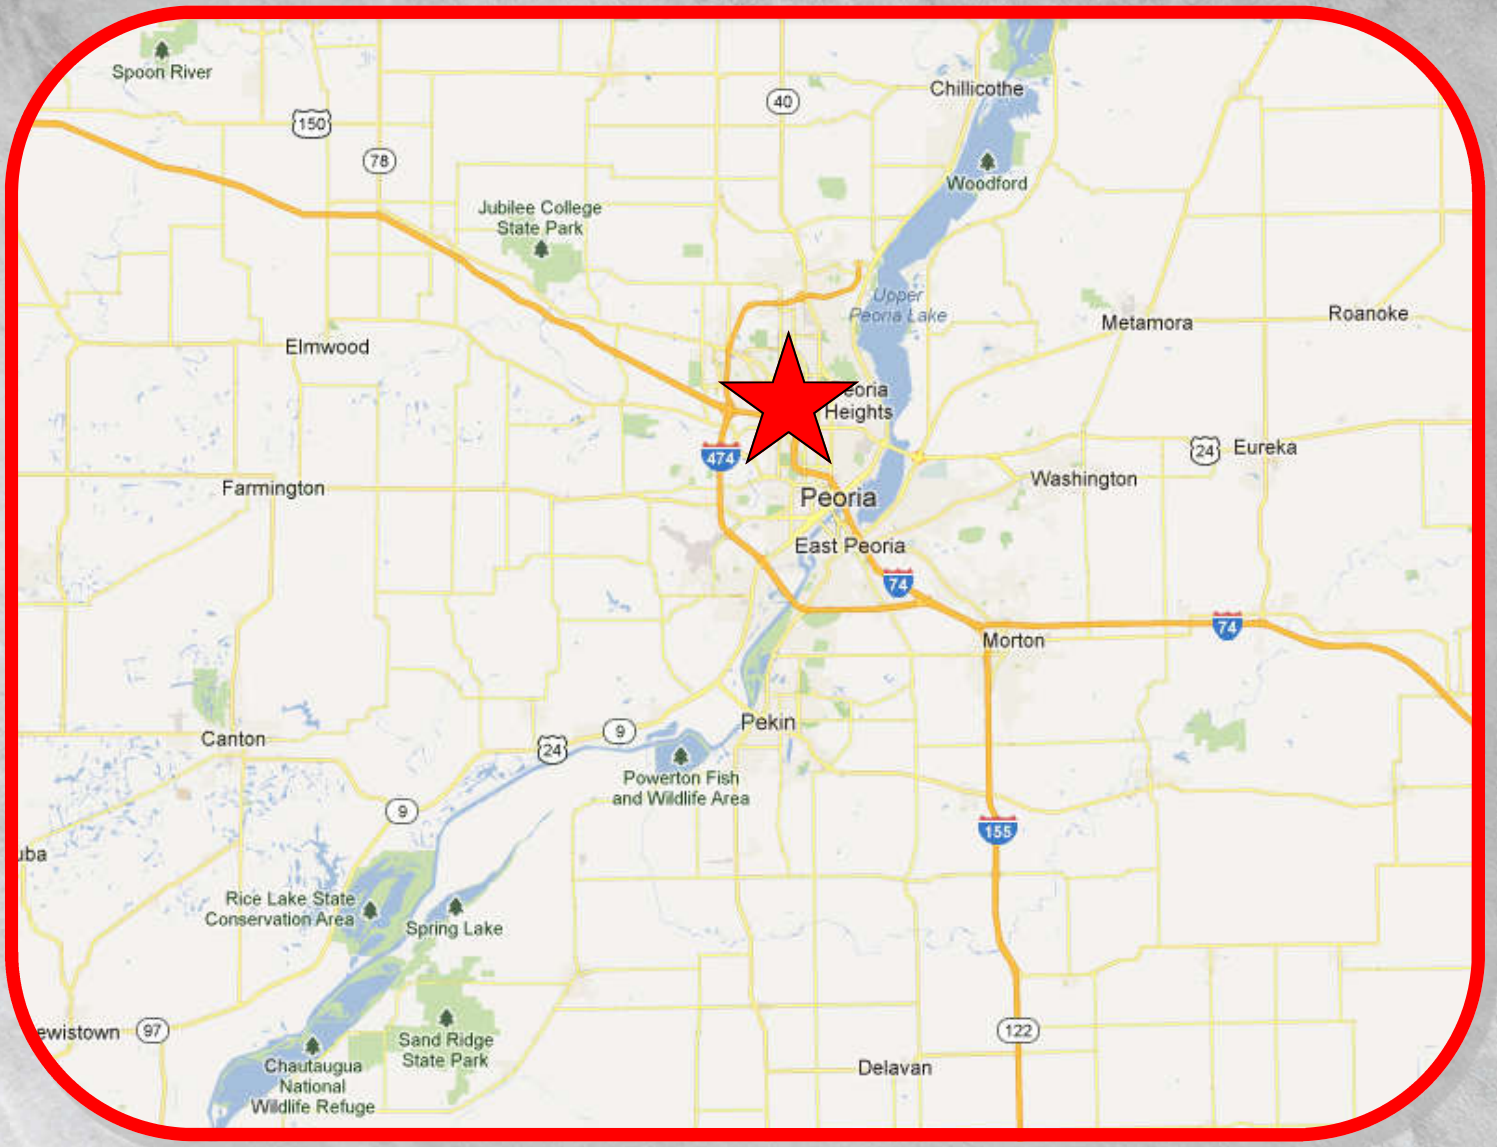 Spoon River
150
40
Chillicothe
78
Woodford
Jubilee College
State Park
Upper
Peoria Lake
Metamora
Roanoke
Elmwood
eoria
Heights
474
24
Eureka
Washington
Farmington
Peoria
East Peoria
74
74
Morton
Canton
Pekin
9
24
Powerton Fish
and Wildlife Area
9
155
uba
Rice Lake State
Conservation Area
Spring Lake
ewistown
97
122
Sand Ridge
State Park
Chautaugua
National
Wildlife Refuge
Delavan